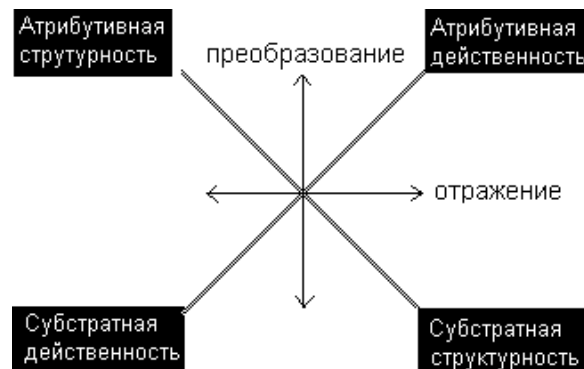 Атрибутивная
струтурность
преобразование
Атрибутивная
действенность
отражение
Субстратная
действенность
Субстратная
структурность